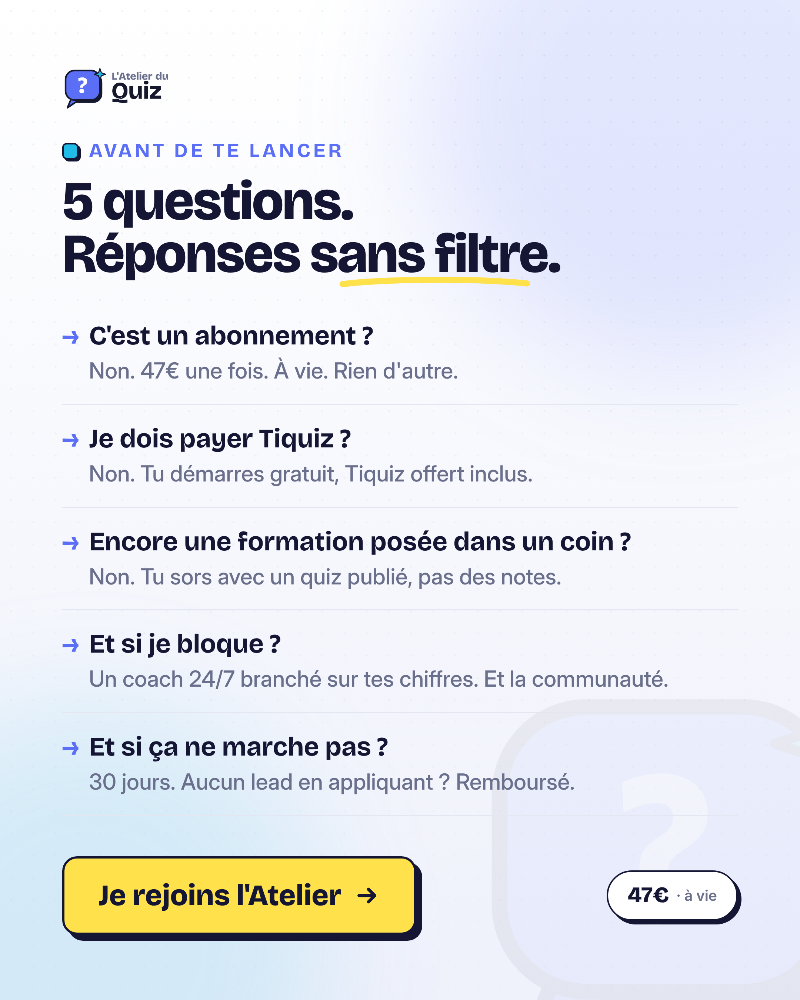 ?
L'Atelier du
Quiz
AVANT DE TE LANCER
5 questions.
Réponses sans filtre.
→ C'est un abonnement ?
Non. 47€ une fois. À vie. Rien d'autre.
→ Je dois payer Tiquiz ?
Non. Tu démarres gratuit, Tiquiz offert inclus.
→ Encore une formation posée dans un coin ?
Non. Tu sors avec un quiz publié, pas des notes.
→ Et si je bloque ?
Un coach 24/7 branché sur tes chiffres. Et la communauté.
→ Et si ça ne marche pas ?
30 jours. Aucun lead en appliquant ? Remboursé.
?
Je rejoins l'Atelier →
47€ · à vie